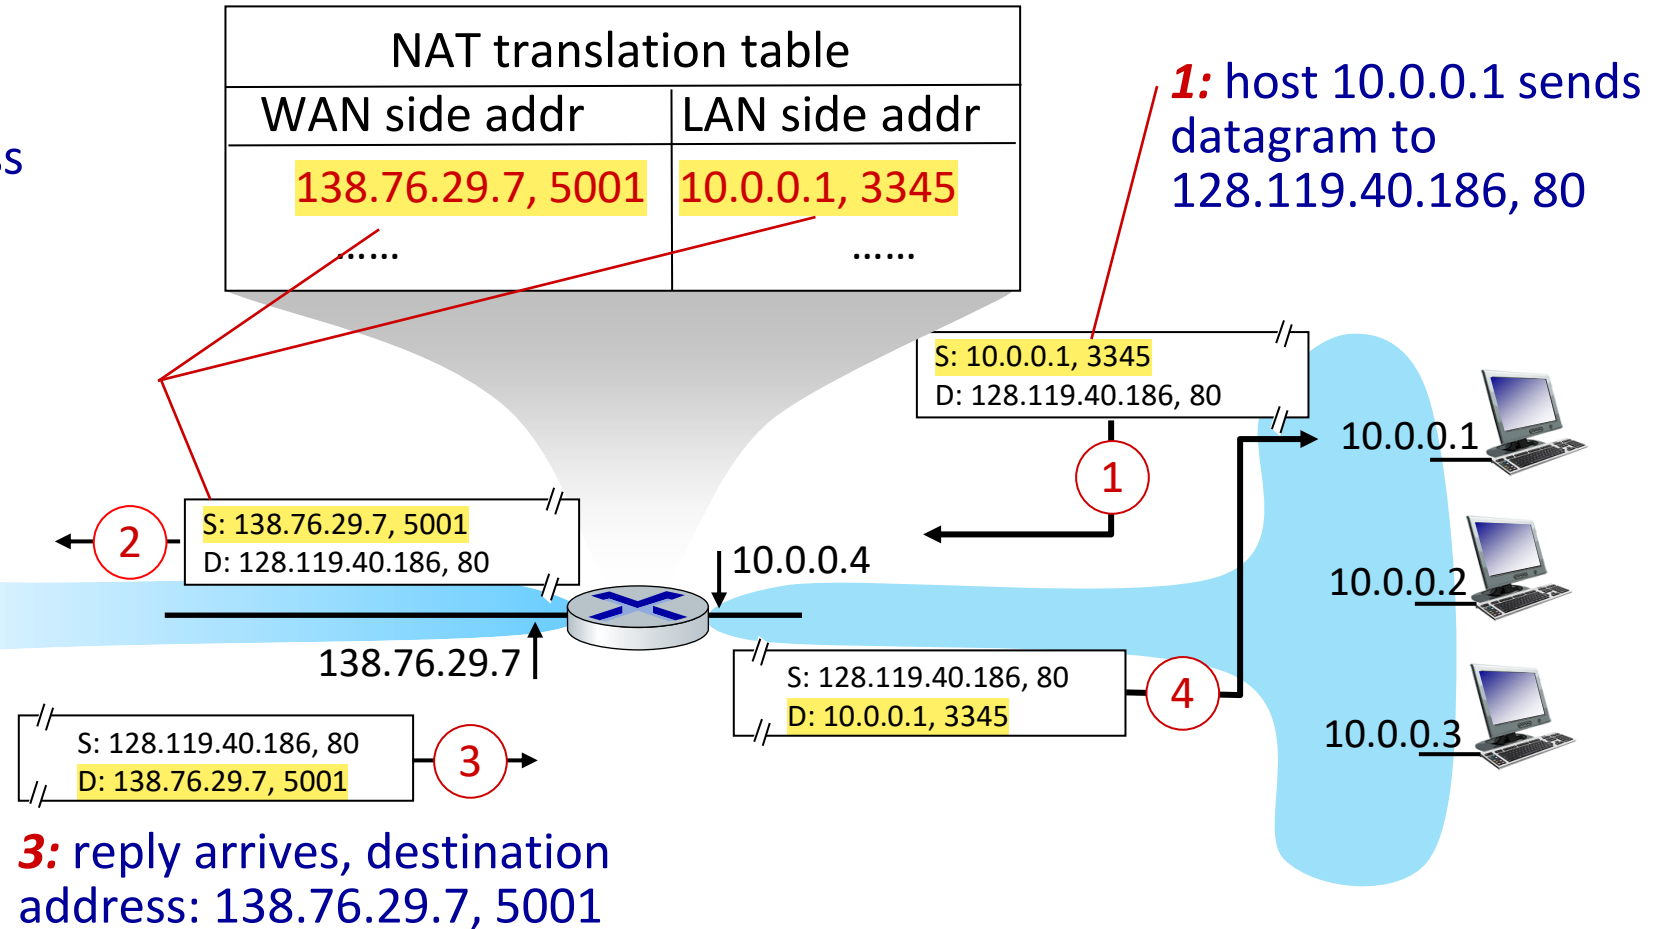 NAT translation table
WAN side addr LAN side addr
138.76.29.7, 5001 10.0.0.1, 3345
…… ……
1: host 10.0.0.1 sends
datagram to
128.119.40.186, 80
S: 10.0.0.1, 3345
D: 128.119.40.186, 80
1
10.0.0.1
2
S: 138.76.29.7, 5001
D: 128.119.40.186, 80
10.0.0.4
10.0.0.2
138.76.29.7
S: 128.119.40.186, 80
D: 10.0.0.1, 3345
4
10.0.0.3
S: 128.119.40.186, 80
D: 138.76.29.7, 5001
3
3: reply arrives, destination
address: 138.76.29.7, 5001